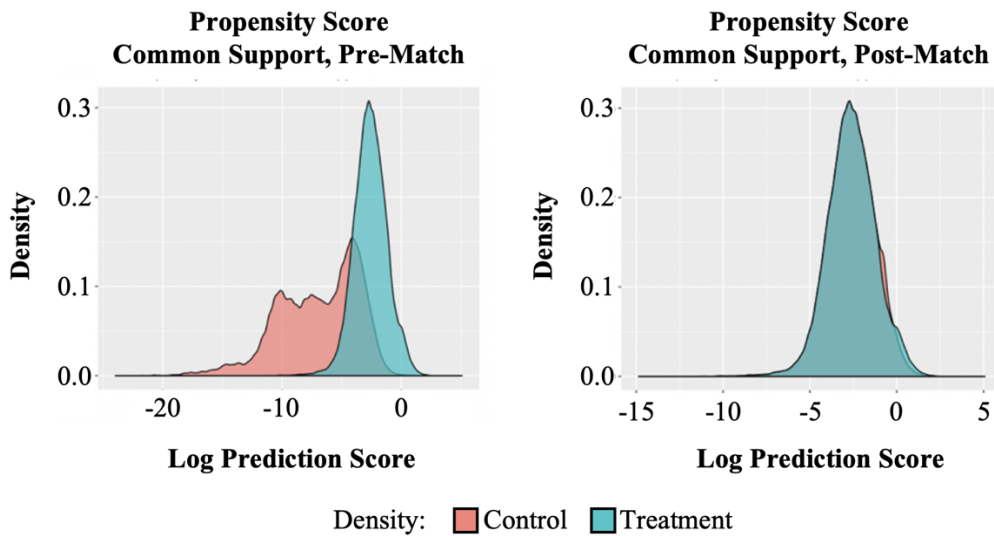 Propensity Score
Common Support, Pre-Match
0.3
0.2
0.1
0.0
Density
-20
-10
0
Log Prediction Score
Propensity Score
Common Support, Post-Match
0.3
0.2
0.1
0.0
Density
-15
-10
-5
0
5
Log Prediction Score
Density: Control Treatment